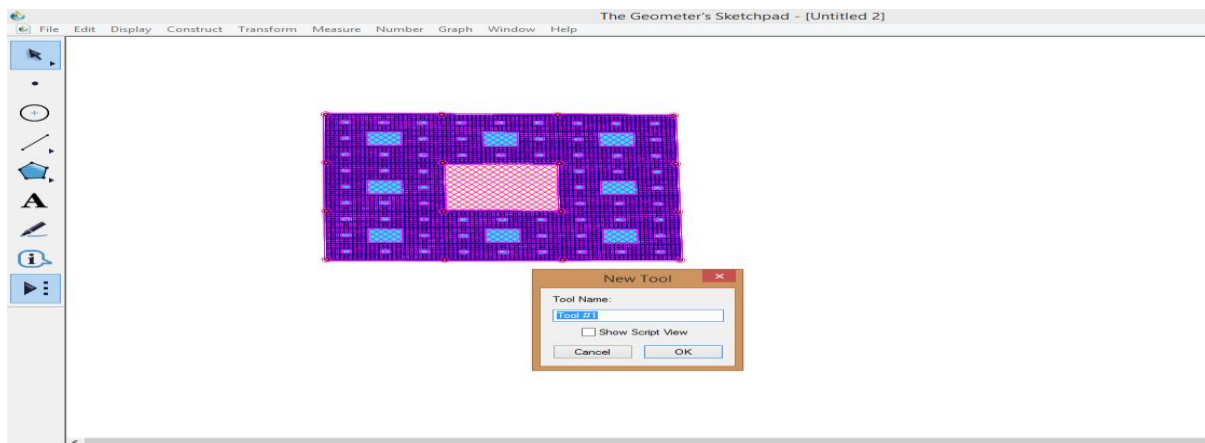 The Geometer's Sketchpad - [Untitled 2]
File Edit Display Construct Transform Measure Number Graph Window Help
A
i
New Tool
Tool Name:
Tool #1
Show Script View
Cancel OK